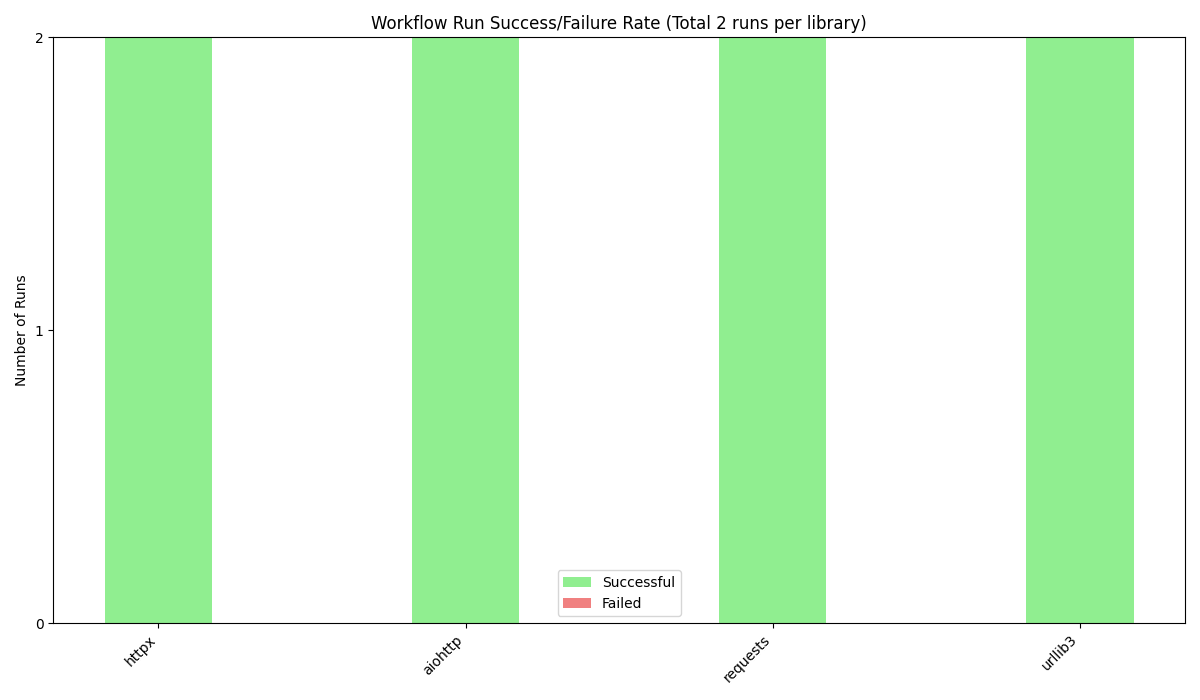 Workflow Run Success/Failure Rate (Total 2 runs per library)
2
1
0
Number of Runs
Successful
Failed
httpx
aiohttp
requests
urllib3